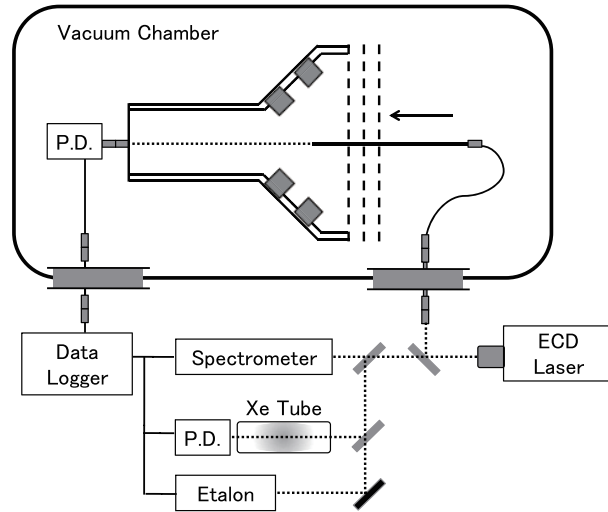 Vacuum Chamber
P.D.
Data
Logger
Spectrometer
ECD
Laser
Xe Tube
P.D.
Etalon